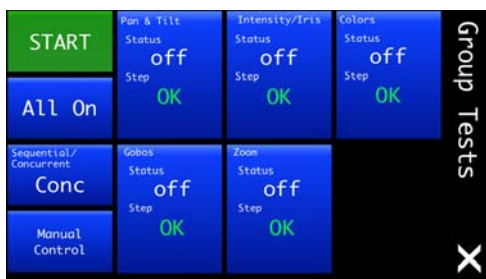 START
All On
Sequential/
Concurrent
Conc
Manual
Control
Pan & Tilt
Status
off
Step
OK
Intensity/Iris
Status
off
Step
OK
Colors
Status
off
Step
OK
Gobos
Status
off
Step
OK
Zoom
Status
off
Step
OK
Group Tests
X